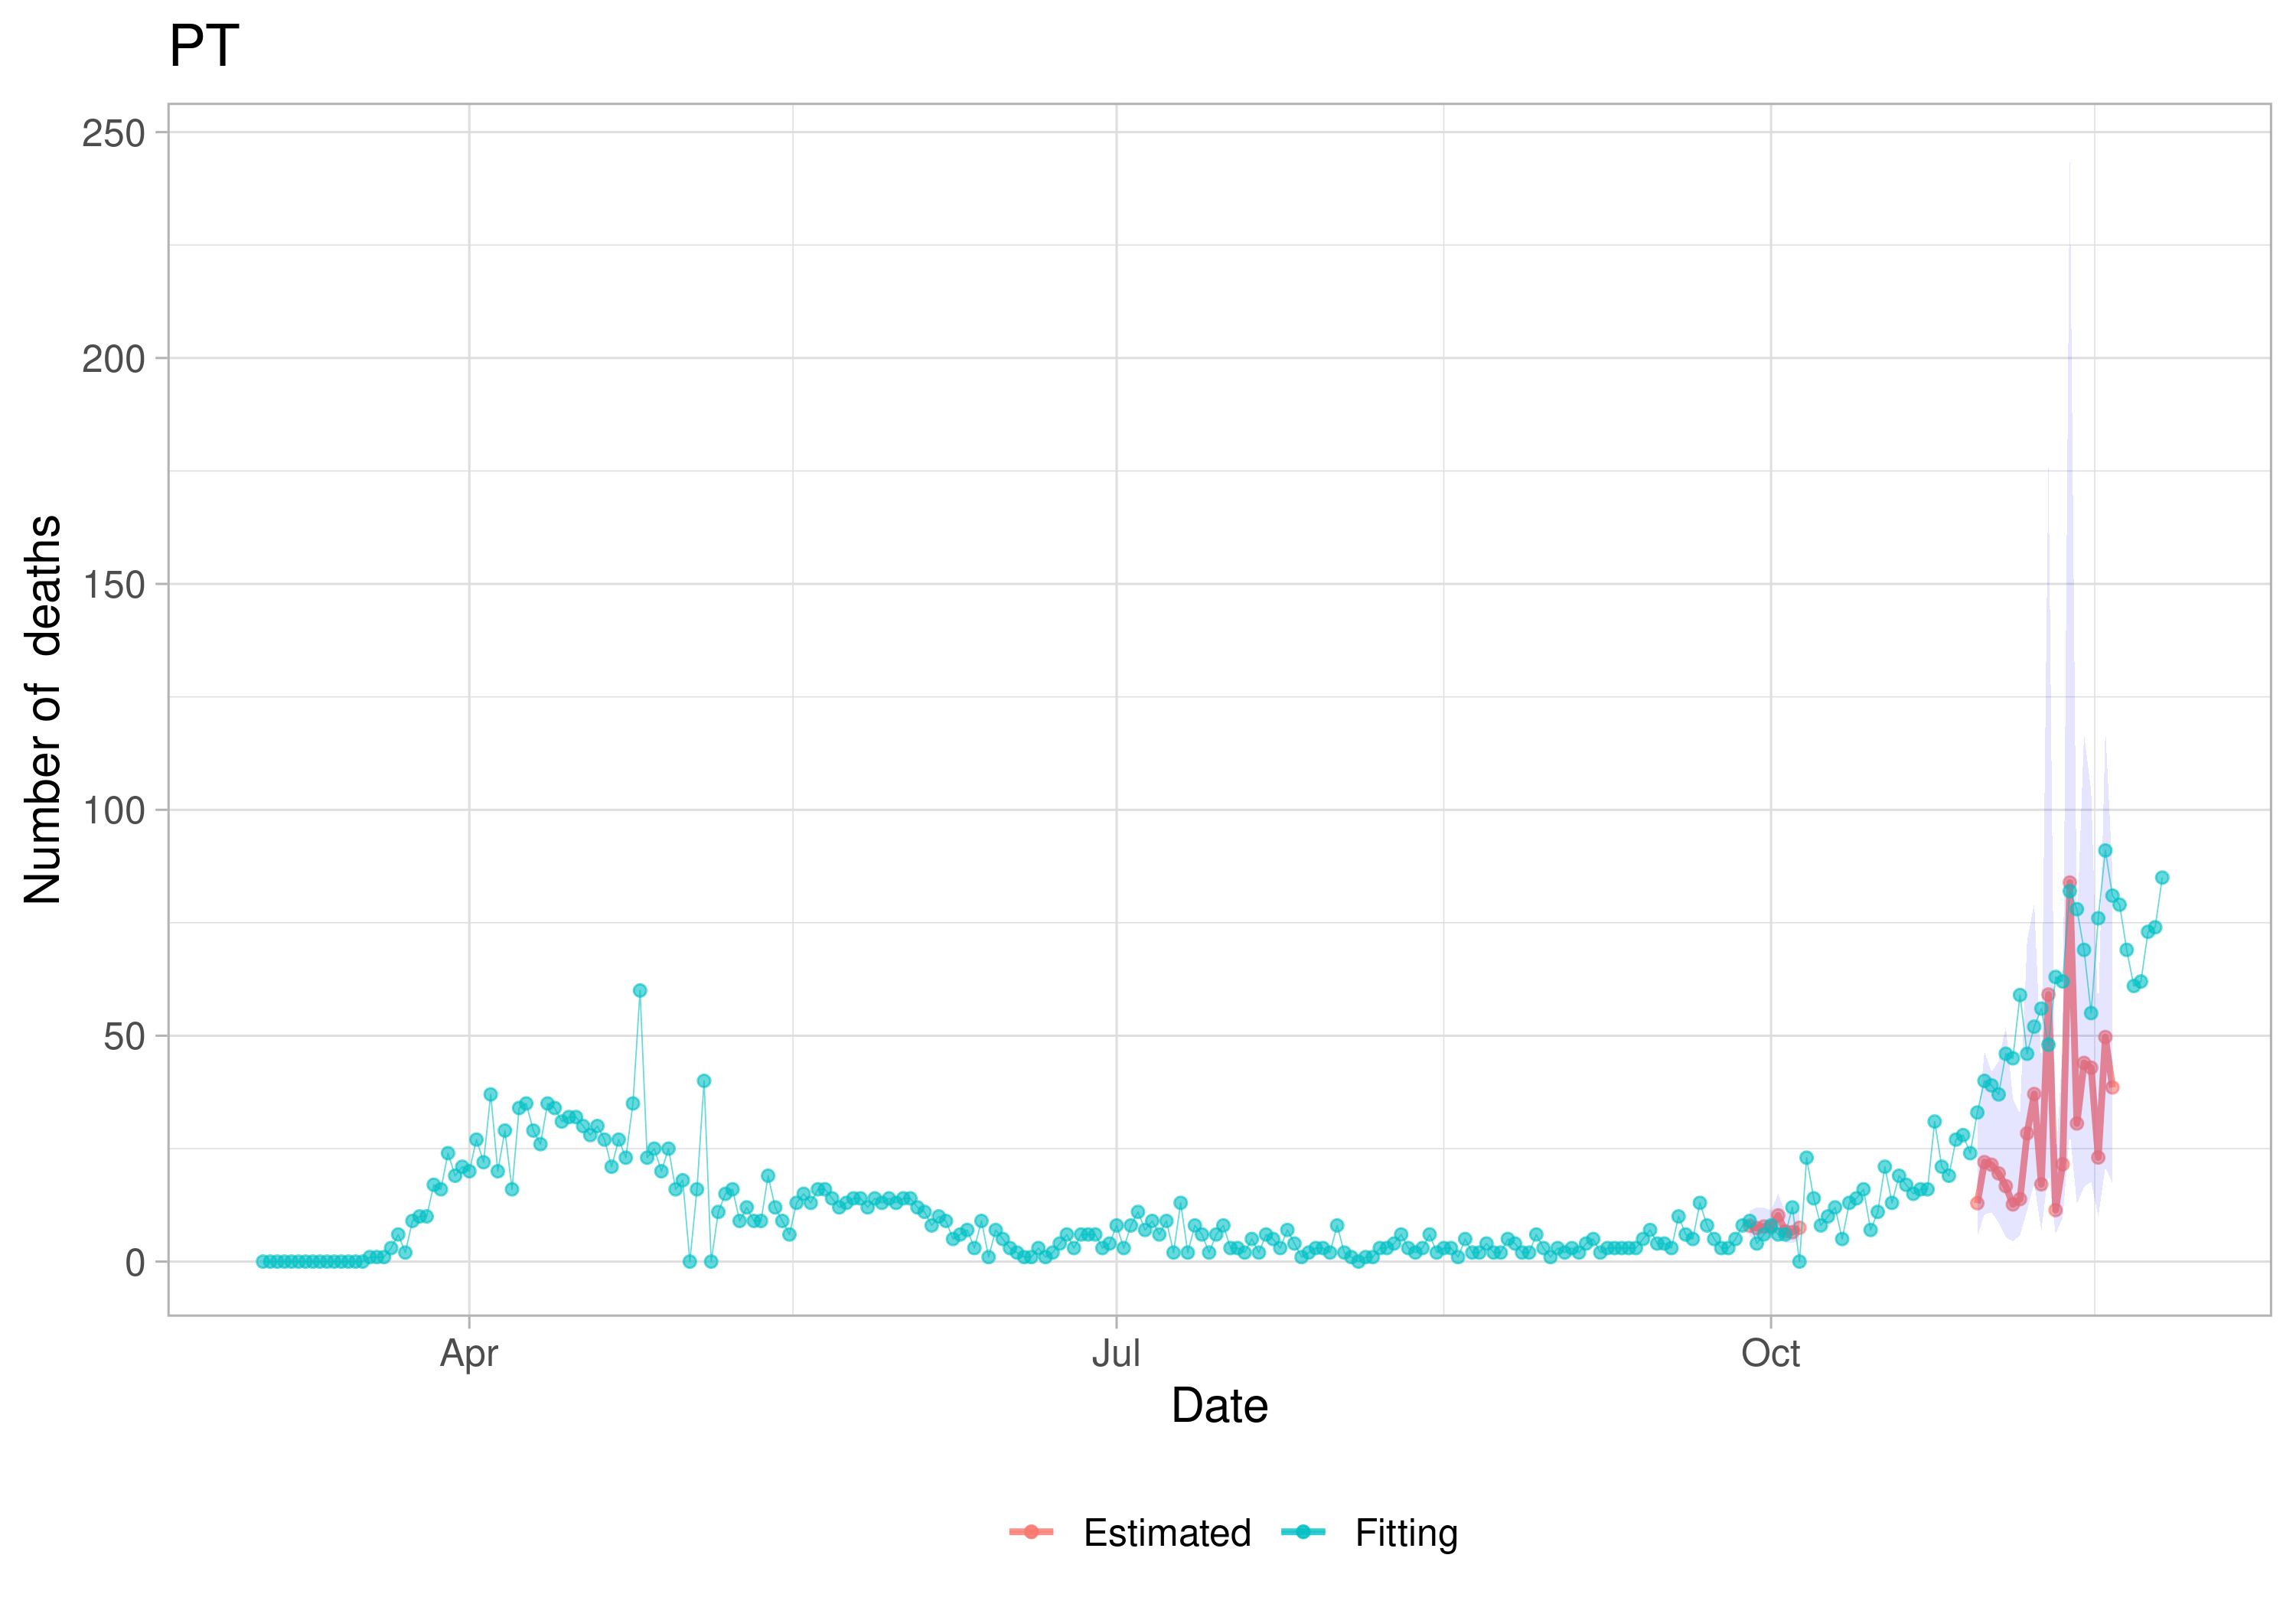 PT
250
200
150
100
50
0
Number of deaths
Apr Jul Oct
Date
Estimated Fitting